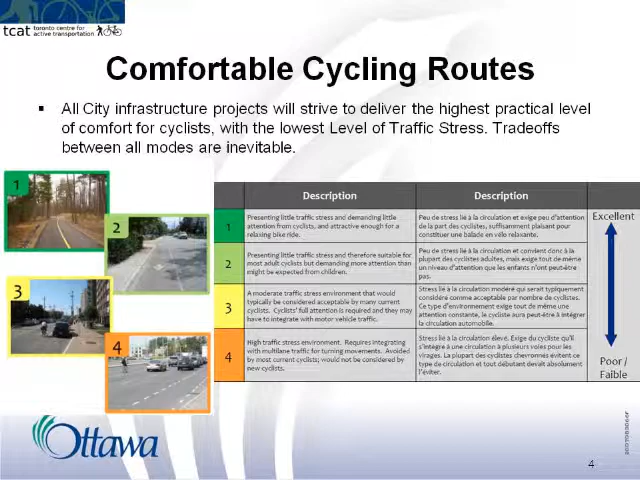 tcat toronto centre for
active transportation
Comfortable Cycling Routes
▪ All City infrastructure projects will strive to deliver the highest practical level
of comfort for cyclists, with the lowest Level of Traffic Stress. Tradeoffs
between all modes are inevitable.
1
2
3
4
Description Description
1 Presenting little traffic stress and demanding little
attention from cyclists, and attractive enough for a
relaxing bike ride.
Peu de stress lié à la circulation et exige peu d'attention
de la part des cyclistes, suffisamment plaisant pour
constituer une balade en vélo relaxante.
2 Presenting little traffic stress and therefore suitable for
most adult cyclists but demanding more attention than
might be expected from children.
Peu de stress lié à la circulation et convient donc à la
plupart des cyclistes adultes, mais exige tout de même
un niveau d'attention que les enfants n'ont peut-être
pas.
3 A moderate traffic stress environment that would
typically be considered acceptable by many current
cyclists. Cyclists' full attention is required and they may
have to integrate with motor vehicle traffic.
Stress lié à la circulation modéré qui serait typiquement
considéré comme acceptable par nombre de cyclistes.
Ce type d'environnement exige tout de même une
attention constante, le cycliste aura peut-être à intégrer
la circulation automobile.
4 High traffic stress environment. Requires integrating
with multilane traffic for turning movements. Avoided
by most current cyclists; would not be considered by
new cyclists.
Stress lié à la circulation élevé. Exige du cycliste qu'il
s'intègre à une circulation à plusieurs voies pour les
virages. La plupart des cyclistes chevronnés évitent ce
type de circulation et tout débutant devait absolument
l'éviter.
Excellent
Poor /
Faible
Ottawa
4